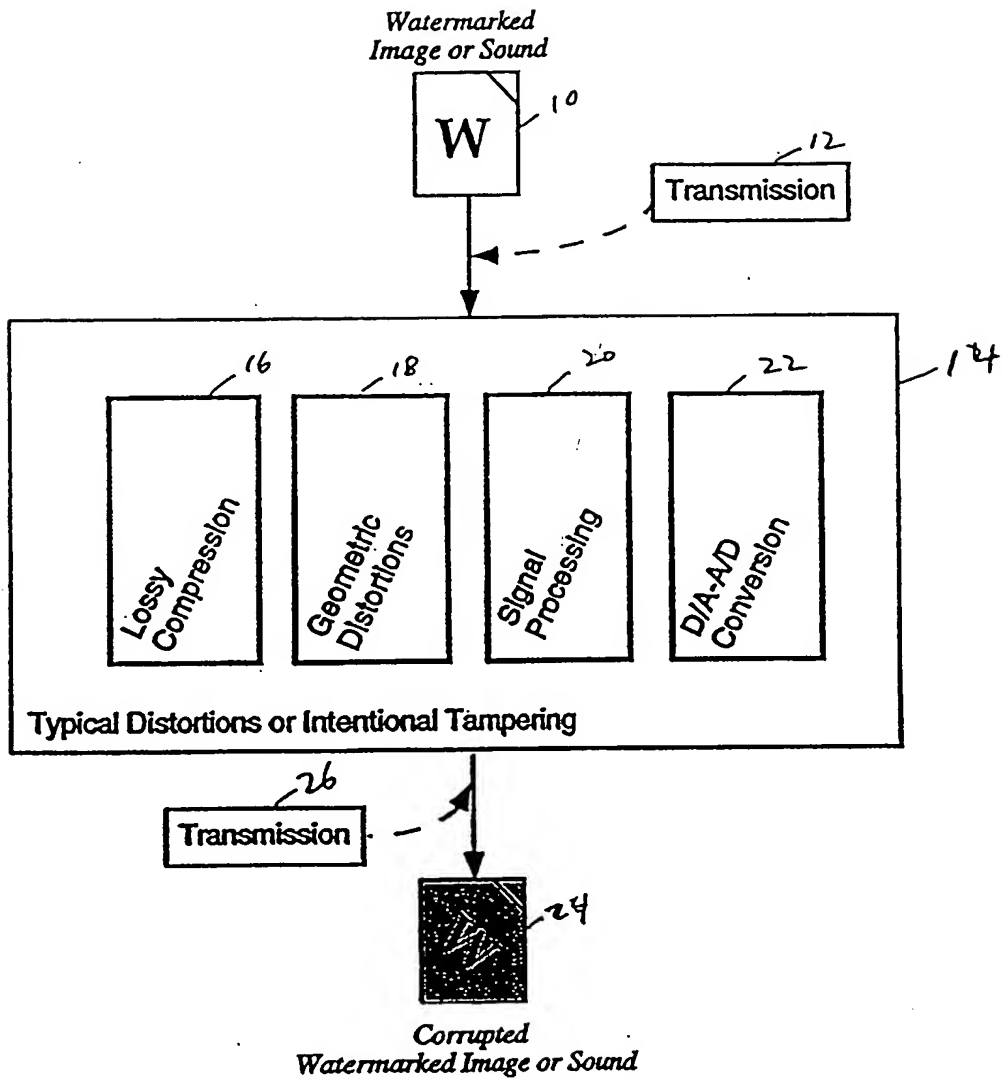 Watermarked
Image or Sound
W
10
12
Transmission
14
16
18
20
22
Lossy
Compression
Geometric
Distortions
Signal
Processing
D/A-A/D
Conversion
Typical Distortions or Intentional Tampering
26
Transmission
W
24
Corrupted
Watermarked Image or Sound